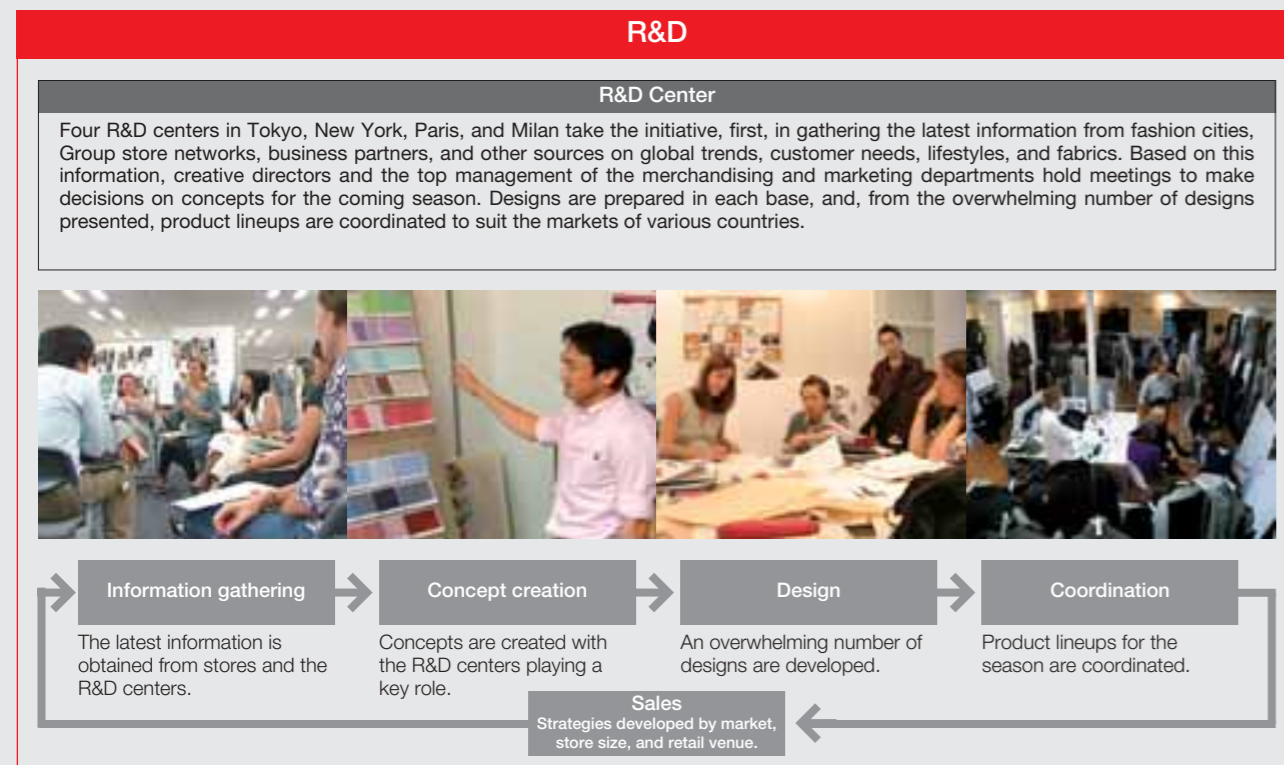 R&D
R&D Center
Four R&D centers in Tokyo, New York, Paris, and Milan take the initiative, first, in gathering the latest information from fashion cities,
Group store networks, business partners, and other sources on global trends, customer needs, lifestyles, and fabrics. Based on this
information, creative directors and the top management of the merchandising and marketing departments hold meetings to make
decisions on concepts for the coming season. Designs are prepared in each base, and, from the overwhelming number of designs
presented, product lineups are coordinated to suit the markets of various countries.
Information gathering
The latest information is
obtained from stores and the
R&D centers.
Concept creation
Concepts are created with
the R&D centers playing a
key role.
Design
An overwhelming number of
designs are developed.
Coordination
Product lineups for the
season are coordinated.
Sales
Strategies developed by market,
store size, and retail venue.